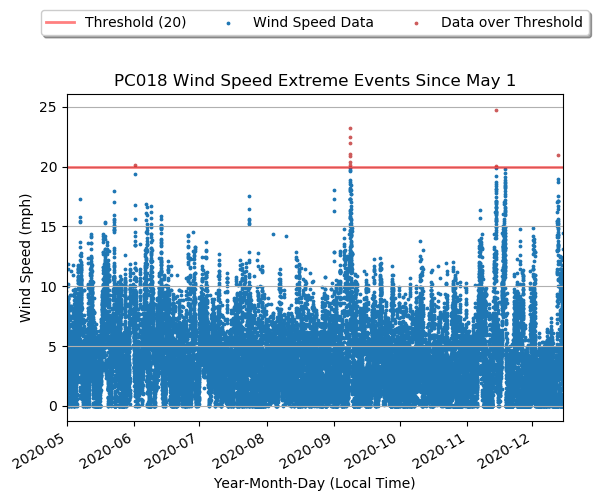 Threshold (20) Wind Speed Data Data over Threshold
PC018 Wind Speed Extreme Events Since May 1
25
20
15
10
5
0
Wind Speed (mph)
2020-05 2020-06 2020-07 2020-08 2020-09 2020-10 2020-11 2020-12
Year-Month-Day (Local Time)